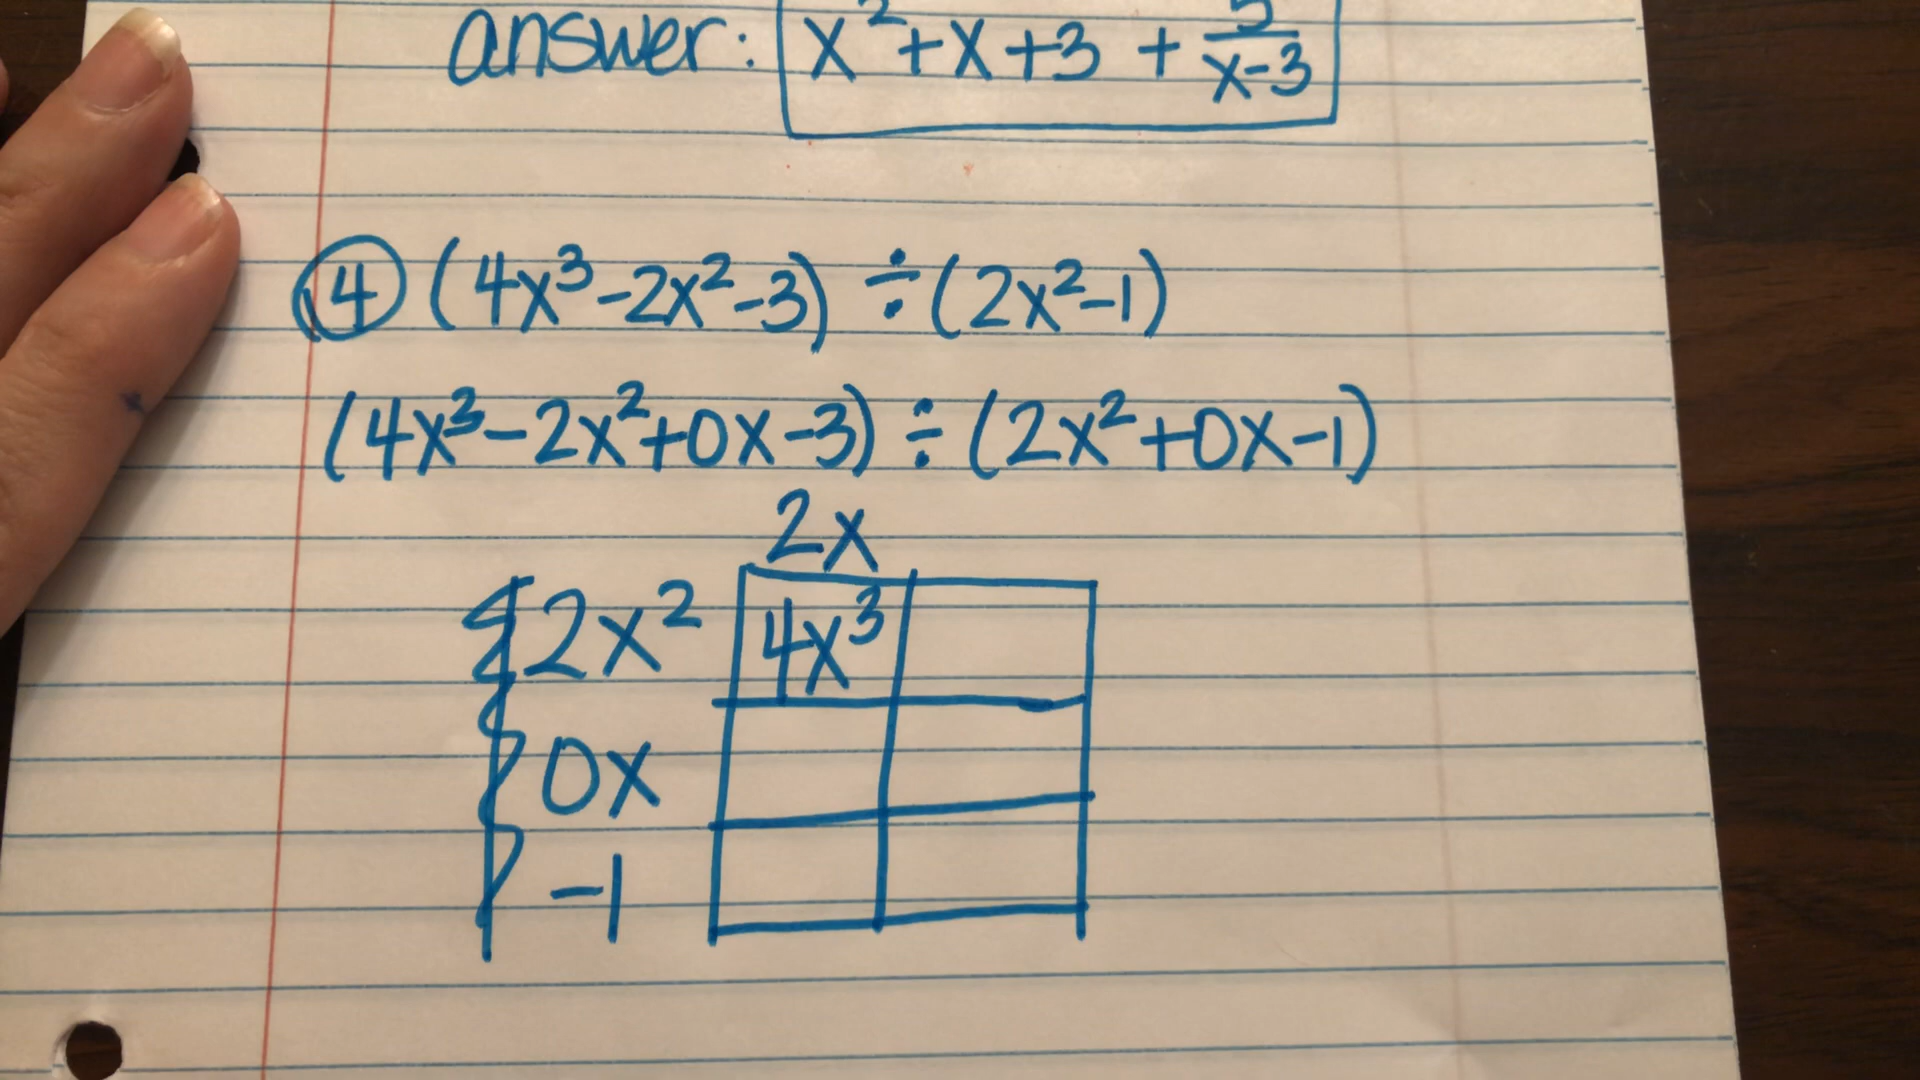 answer: x²+x+3 + 5/(x-3)
④ (4x³-2x²-3) ÷ (2x²-1)
(4x³-2x²+0x-3) ÷ (2x²+0x-1)
2x
2x² 4x³
0x
-1